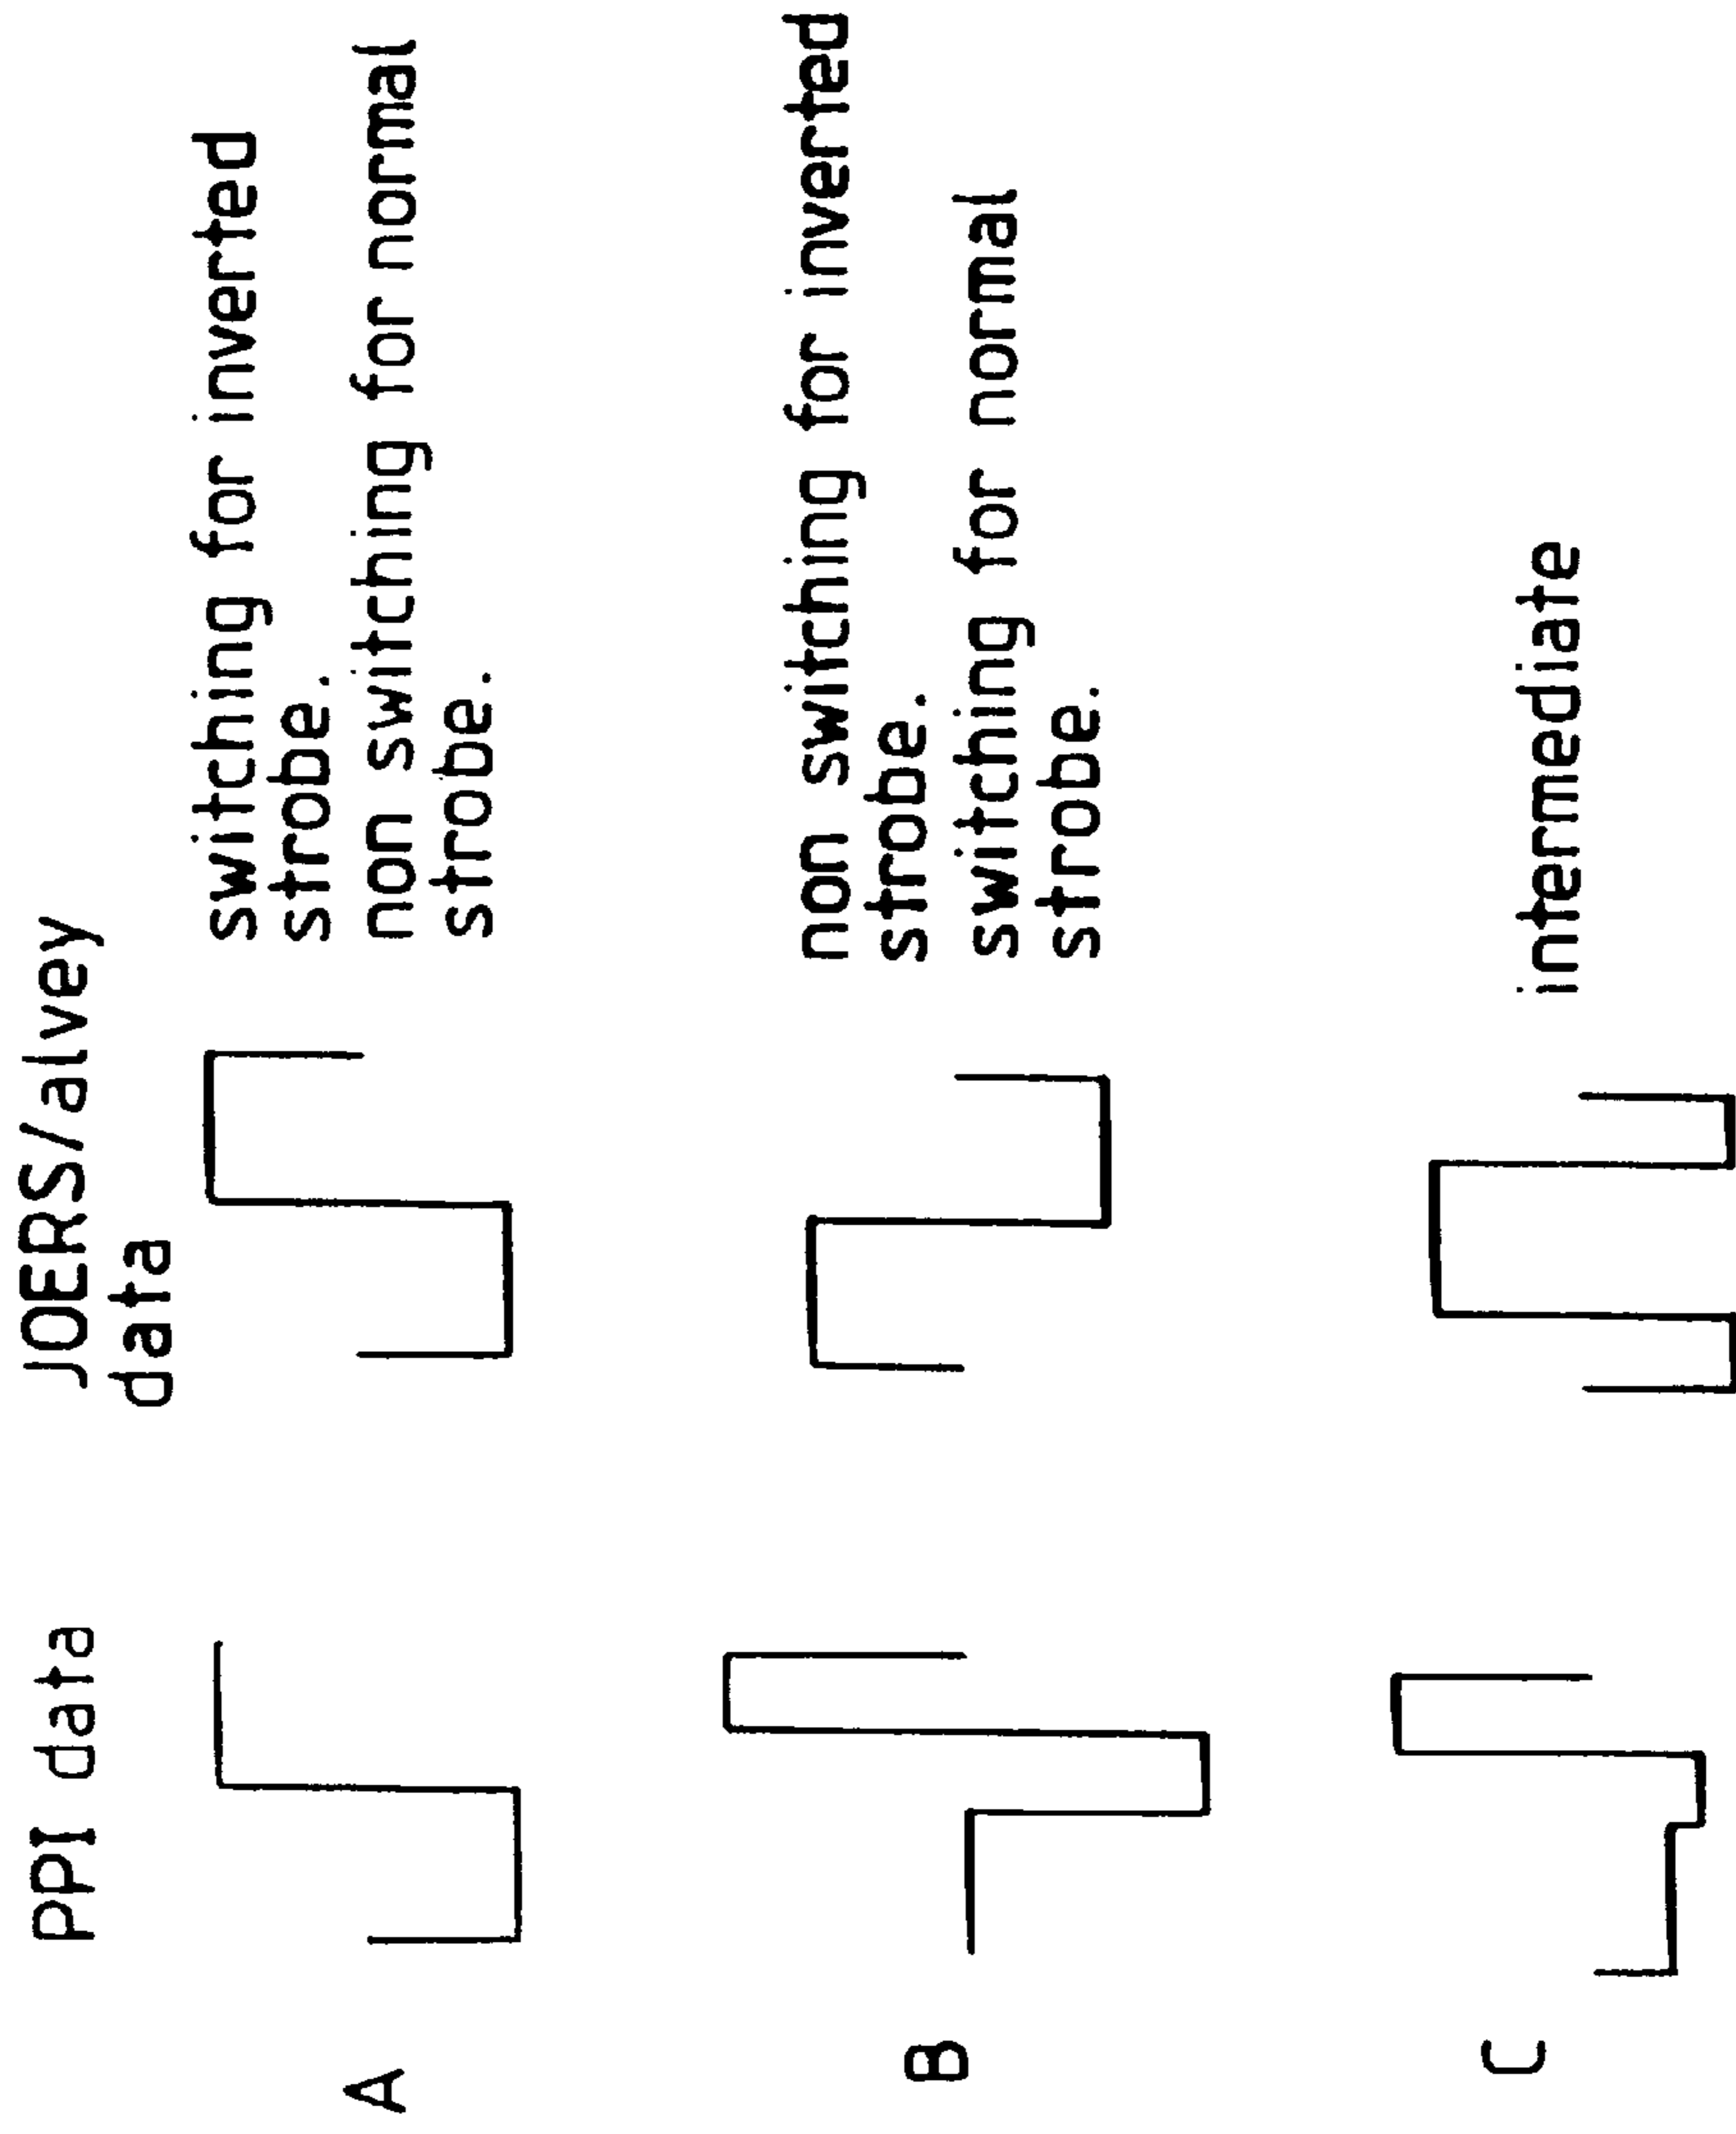 PPI data
JOERS/alvey
data
A
switching for inverted
strobe.
non switching for normal
strobe.
B
non switching for inverted
strobe.
switching for normal
strobe.
C
intermediate